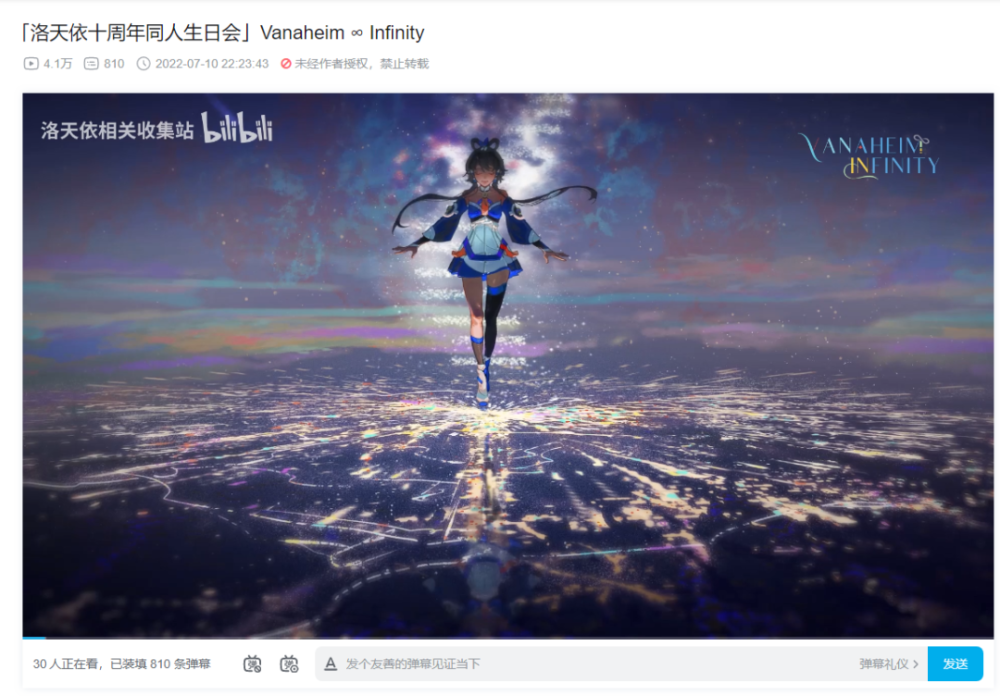 「洛天依十周年同人生日会」Vanaheim ∞ Infinity
4.1万 810 2022-07-10 22:23:43 未经作者授权，禁止转载
洛天依相关收集站 bilibili
VANAHEIM
INFINITY
30 人正在看，已装填 810 条弹幕 弹 弹 A 发个友善的弹幕见证当下 弹幕礼仪 > 发送